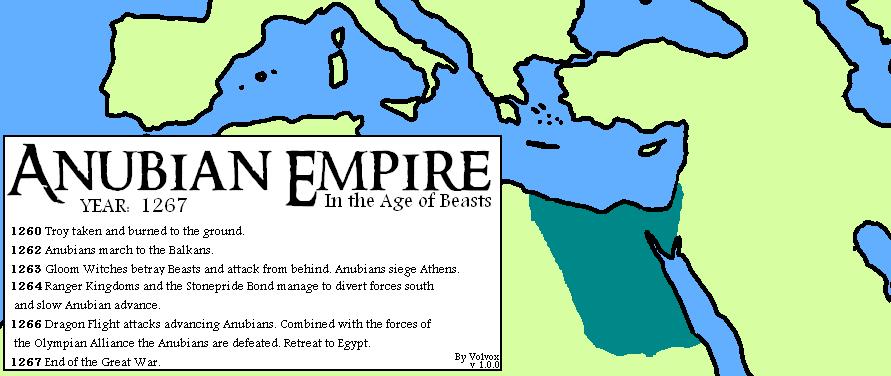 ANUBIAN EMPIRE
YEAR: 1267
In the Age of Beasts
1260 Troy taken and burned to the ground.
1262 Anubians march to the Balkans.
1263 Gloom Witches betray Beasts and attack from behind. Anubians siege Athens.
1264 Ranger Kingdoms and the Stonepride Bond manage to divert forces south
and slow Anubian advance.
1266 Dragon Flight attacks advancing Anubians. Combined with the forces of
the Olympian Alliance the Anubians are defeated. Retreat to Egypt.
1267 End of the Great War.
By Volvox
v 1.0.0